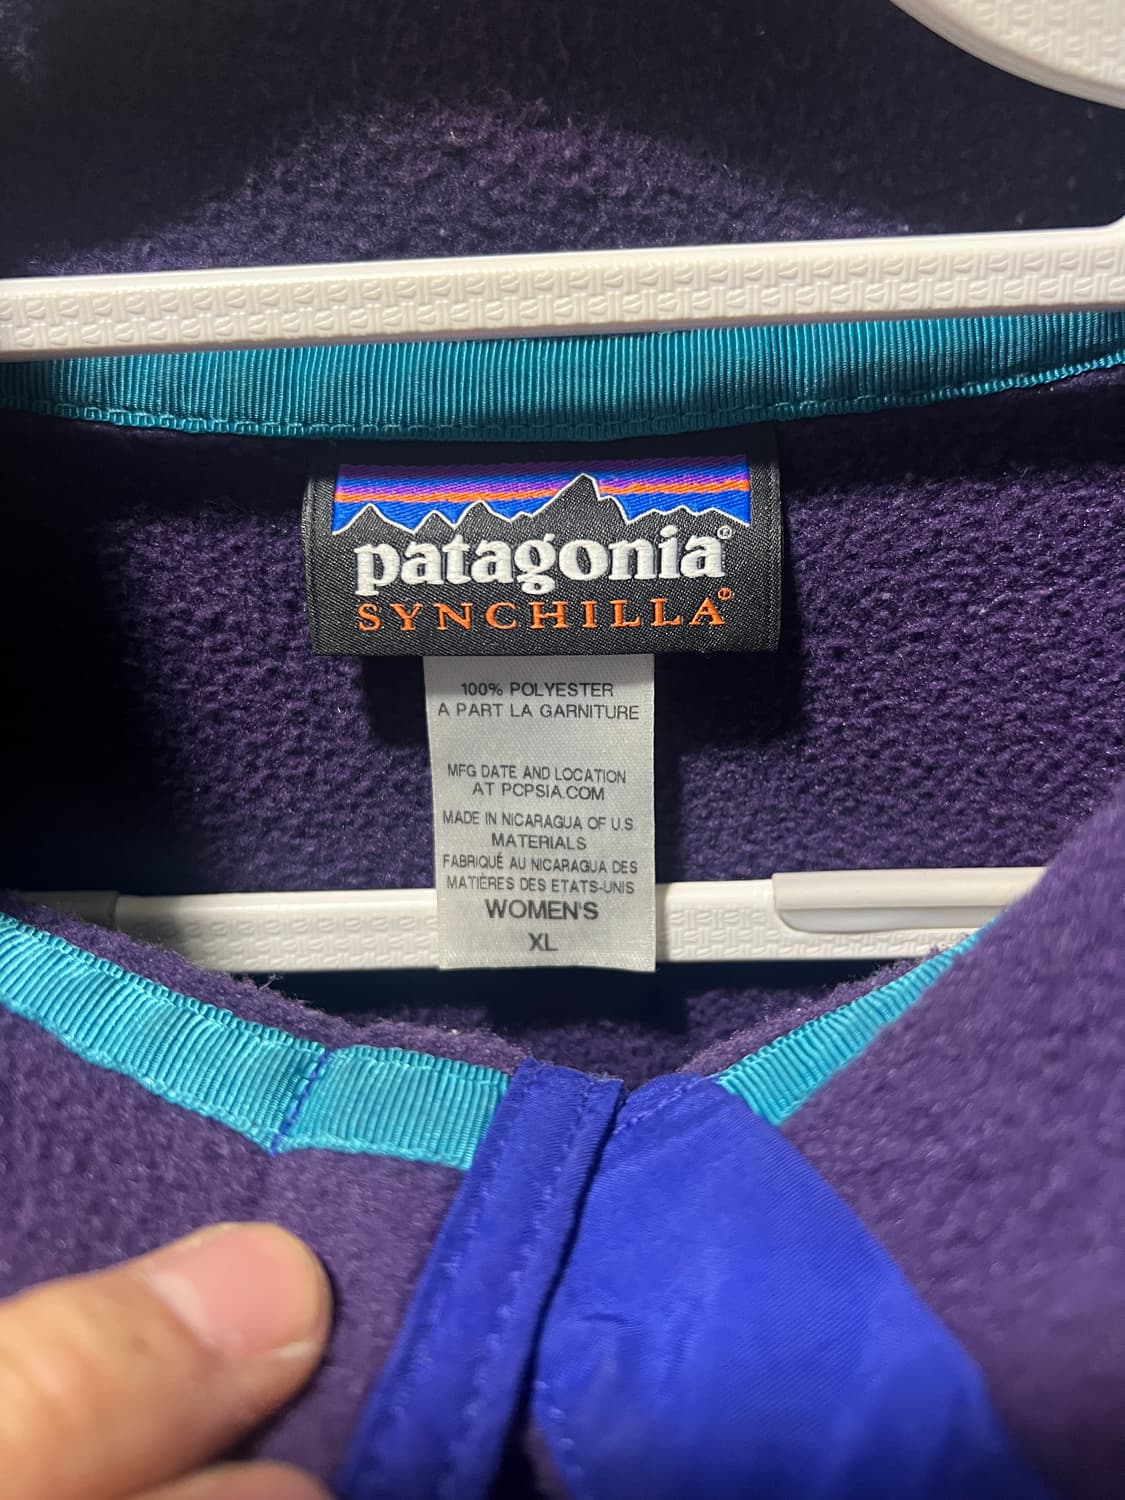 patagonia®
SYNCHILLA®
100% POLYESTER
A PART LA GARNITURE
MFG DATE AND LOCATION
AT PCPSIA.COM
MADE IN NICARAGUA OF U.S
MATERIALS
FABRIQUÉ AU NICARAGUA DES
MATIÈRES DES ETATS-UNIS
WOMEN'S
XL